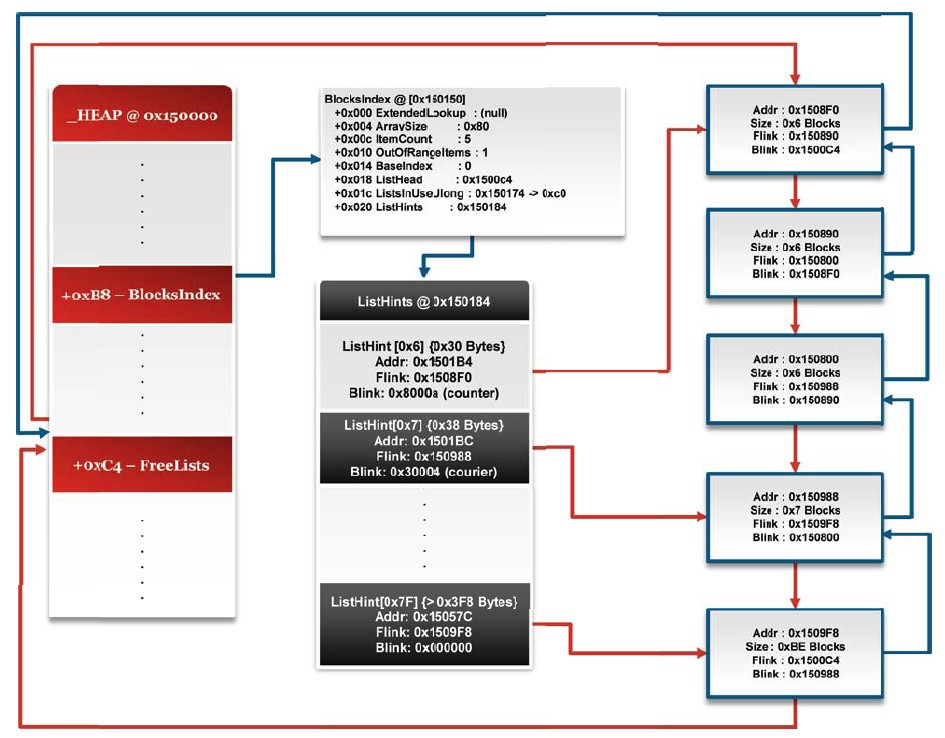 _HEAP @ 0x150000
+0xB8 – BlocksIndex
+0xC4 – FreeLists
BlocksIndex @ [0x150150]
+0x000 ExtendedLookup : (null)
+0x004 ArraySize : 0x80
+0x00c ItemCount : 5
+0x010 OutOfRangeItems : 1
+0x014 BaseIndex : 0
+0x018 ListHead : 0x1500c4
+0x01c ListsInUseUlong : 0x150174 -> 0xc0
+0x020 ListHints : 0x150184
ListHints @ 0x150184
ListHint [0x6] {0x30 Bytes}
Addr: 0x1501B4
Flink: 0x1508F0
Blink: 0x8000a (counter)
ListHint[0x7] {0x38 Bytes}
Addr: 0x1501BC
Flink: 0x150988
Blink: 0x30004 (courier)
ListHint[0x7F] {> 0x3F8 Bytes}
Addr: 0x15057C
Flink: 0x1509F8
Blink: 0x000000
Addr : 0x1508F0
Size : 0x6 Blocks
Flink : 0x150890
Blink : 0x1500C4
Addr : 0x150890
Size : 0x6 Blocks
Flink : 0x150800
Blink : 0x1508F0
Addr : 0x150800
Size : 0x6 Blocks
Flink : 0x150988
Blink : 0x150890
Addr : 0x150988
Size : 0x7 Blocks
Flink : 0x1509F8
Blink : 0x150800
Addr : 0x1509F8
Size : 0xBE Blocks
Flink : 0x1500C4
Blink : 0x150988